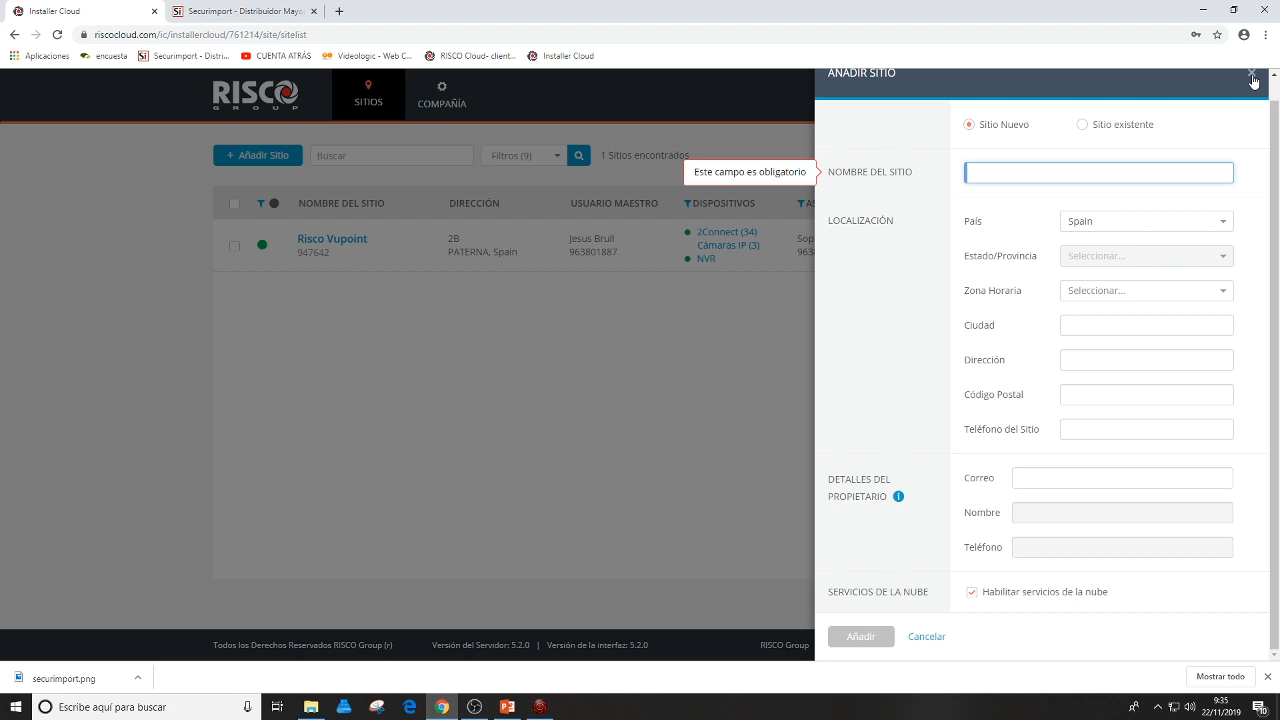 Installer Cloud
Securimport - Distribuidor Mayo
riscocloud.com/ic/installercloud/761214/site/sitelist
Aplicaciones
encuesta
Securimport - Distri...
CUENTA ATRÁS
Videologic - Web C...
RISCO Cloud- clien...
Installer Cloud
RISCO
GROUP
SITIOS
COMPAÑÍA
AÑADIR SITIO
Sitio Nuevo
Sitio existente
+ Añadir Sitio
Buscar
Filtros (9)
1 Sitios encontrados
Este campo es obligatorio
NOMBRE DEL SITIO
NOMBRE DEL SITIO
DIRECCIÓN
USUARIO MAESTRO
DISPOSITIVOS
AS
Risco Vupoint
947642
2B
PATERNA, Spain
Jesus Brull
963801887
2Connect (34)
Cámaras IP (3)
NVR
Sop
963
LOCALIZACIÓN
País
Spain
Estado/Provincia
Seleccionar...
Zona Horaria
Seleccionar...
Ciudad
Dirección
Código Postal
Teléfono del Sitio
DETALLES DEL
PROPIETARIO
Correo
Nombre
Teléfono
SERVICIOS DE LA NUBE
Habilitar servicios de la nube
Añadir
Cancelar
Todos los Derechos Reservados RISCO Group (r)
Versión del Servidor: 5.2.0 | Versión de la interfaz: 5.2.0
RISCO Group
securimport.png
Mostrar todo
Escribe aquí para buscar
9:35
22/11/2019